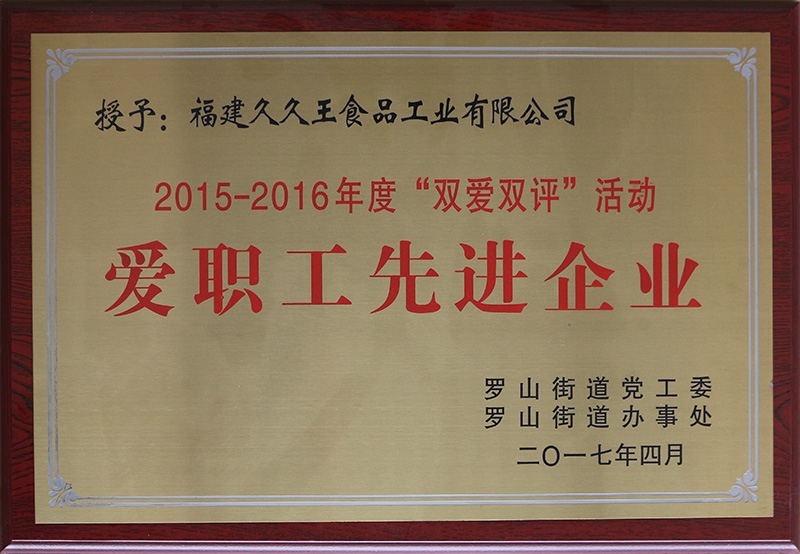 授予：福建久久王食品工业有限公司
2015-2016年度“双爱双评”活动
爱职工先进企业
罗山街道党工委
罗山街道办事处
二〇一七年四月